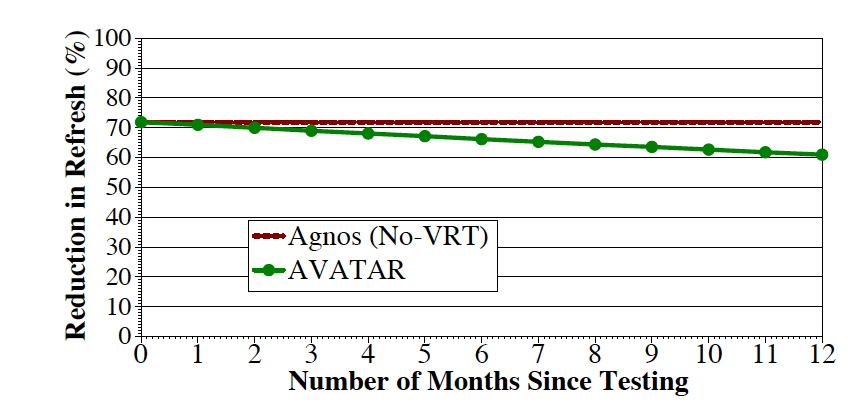 Reduction in Refresh (%)
100
90
80
70
60
50
40
30
20
10
0
Agnos (No-VRT)
AVATAR
0 1 2 3 4 5 6 7 8 9 10 11 12
Number of Months Since Testing